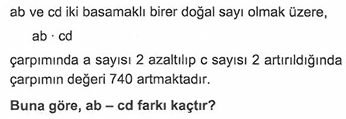 ab ve cd iki basamaklı birer doğal sayı olmak üzere,
ab · cd
çarpımında a sayısı 2 azaltılıp c sayısı 2 artırıldığında
çarpımın değeri 740 artmaktadır.
Buna göre, ab – cd farkı kaçtır?